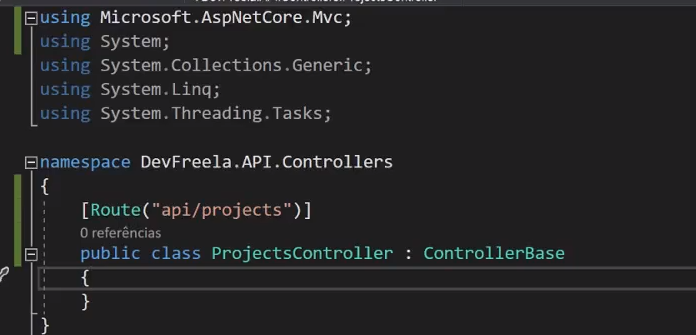 using Microsoft.AspNetCore.Mvc;
using System;
using System.Collections.Generic;
using System.Linq;
using System.Threading.Tasks;
namespace DevFreela.API.Controllers
{
[Route("api/projects")]
0 referências
public class ProjectsController : ControllerBase
{
}
}